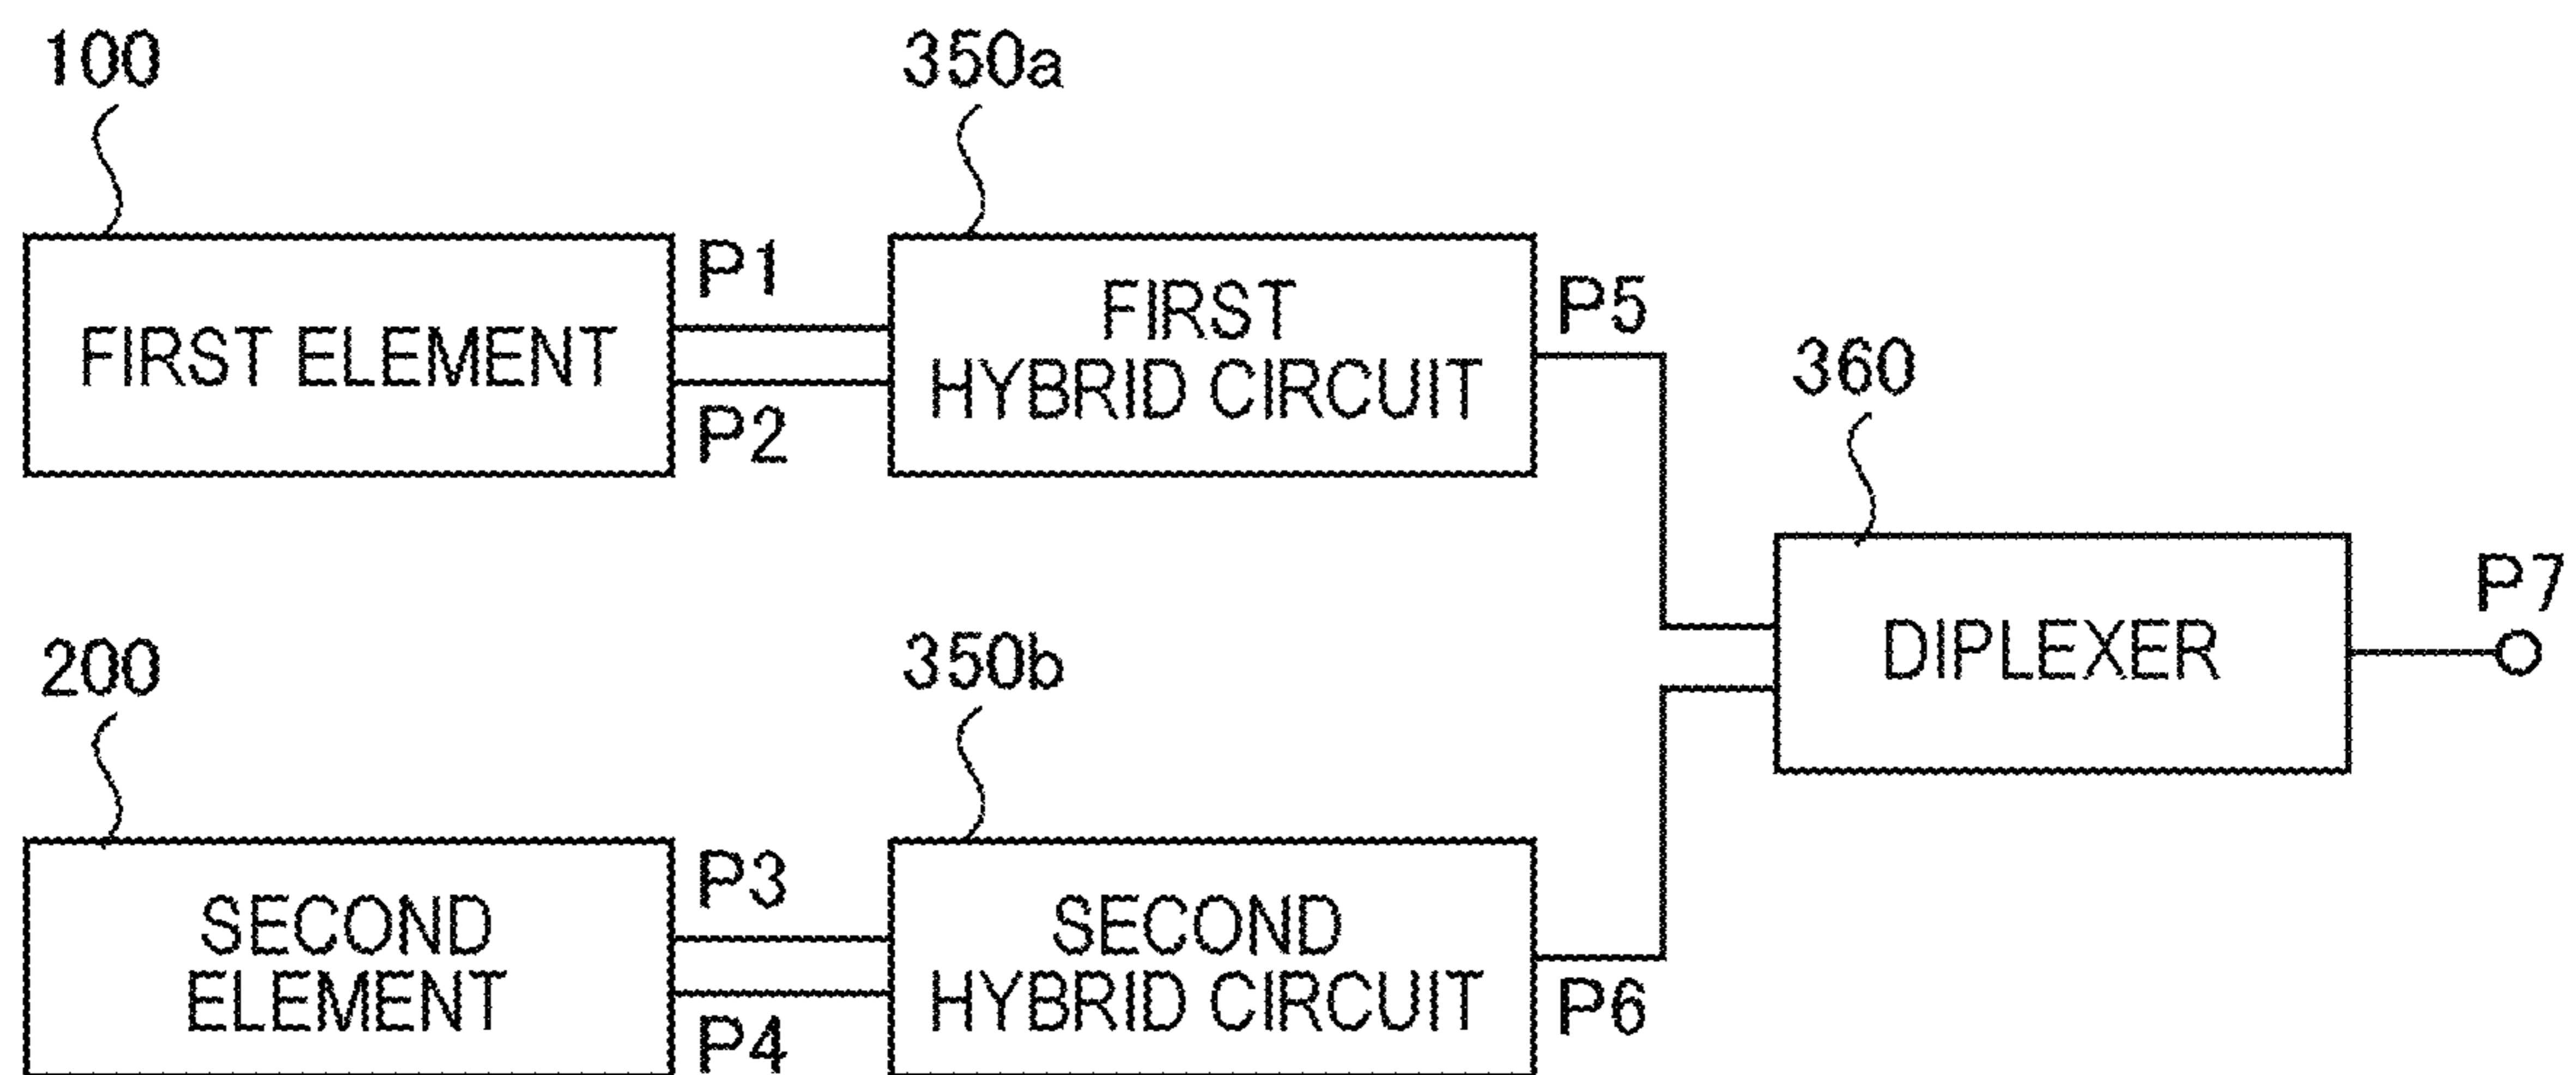 100
350a
FIRST ELEMENT
P1
P2
FIRST
HYBRID CIRCUIT
P5
360
DIPLEXER
P7
200
350b
SECOND
ELEMENT
P3
P4
SECOND
HYBRID CIRCUIT
P6